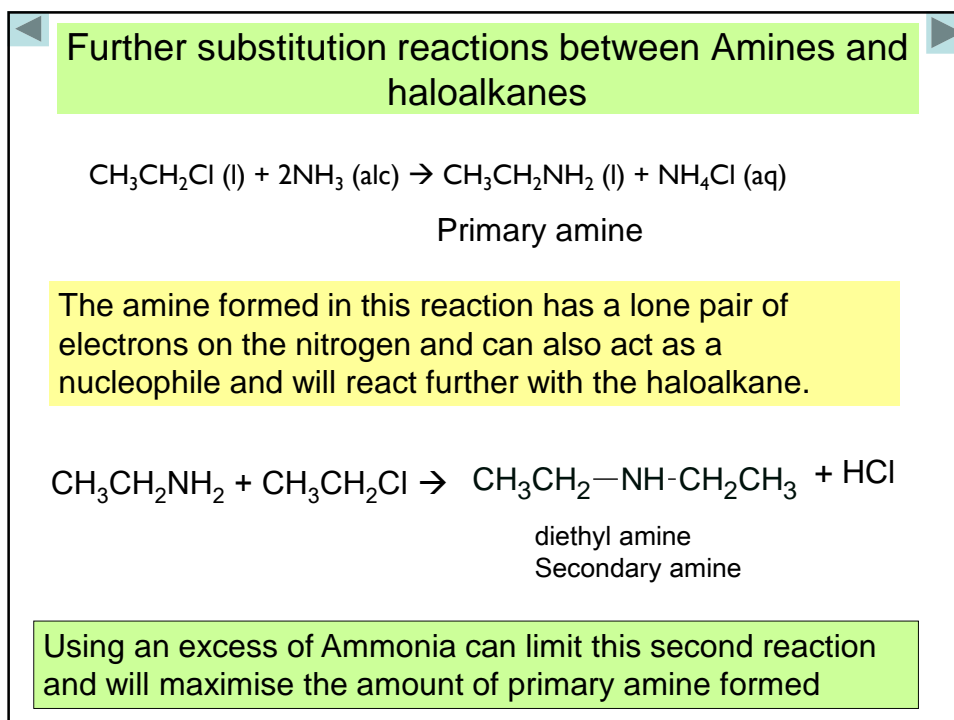 Further substitution reactions between Amines and
haloalkanes
CH₃CH₂Cl (l) + 2NH₃ (alc) → CH₃CH₂NH₂ (l) + NH₄Cl (aq)
Primary amine
The amine formed in this reaction has a lone pair of
electrons on the nitrogen and can also act as a
nucleophile and will react further with the haloalkane.
CH₃CH₂NH₂ + CH₃CH₂Cl → CH₃CH₂—NH-CH₂CH₃ + HCl
diethyl amine
Secondary amine
Using an excess of Ammonia can limit this second reaction
and will maximise the amount of primary amine formed